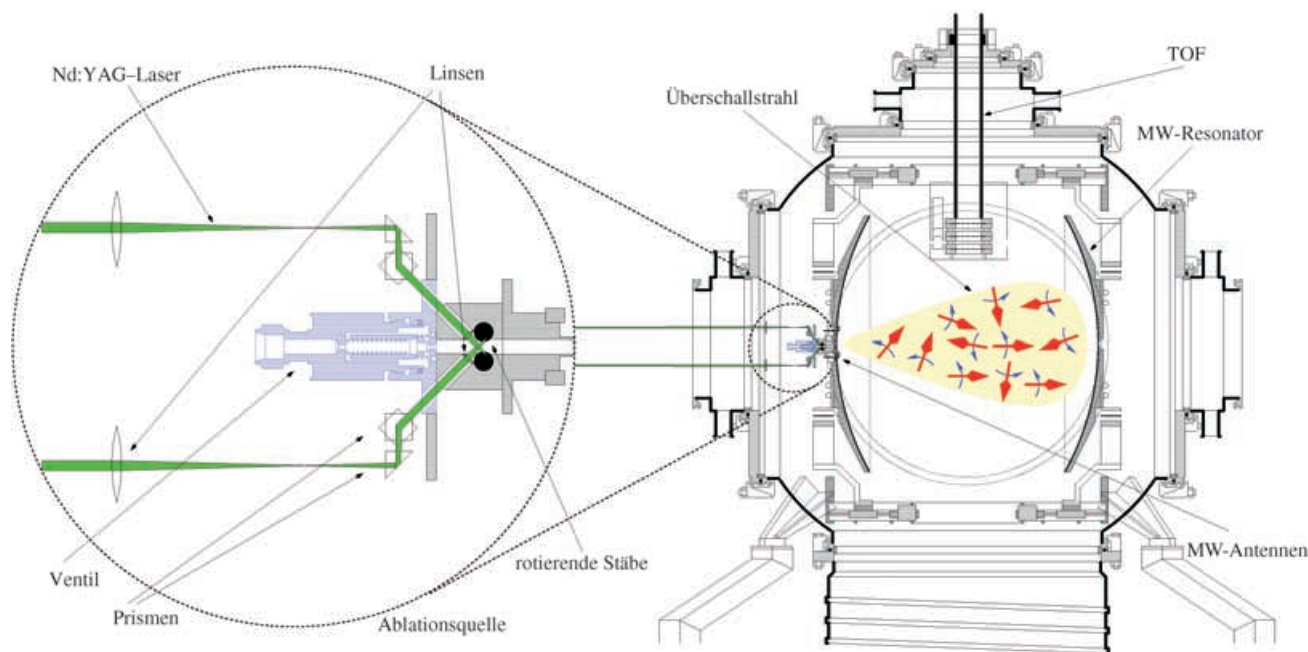 Nd:YAG–Laser
Linsen
TOF
Überschallstrahl
MW-Resonator
Ventil
rotierende Stäbe
MW-Antennen
Prismen
Ablationsquelle